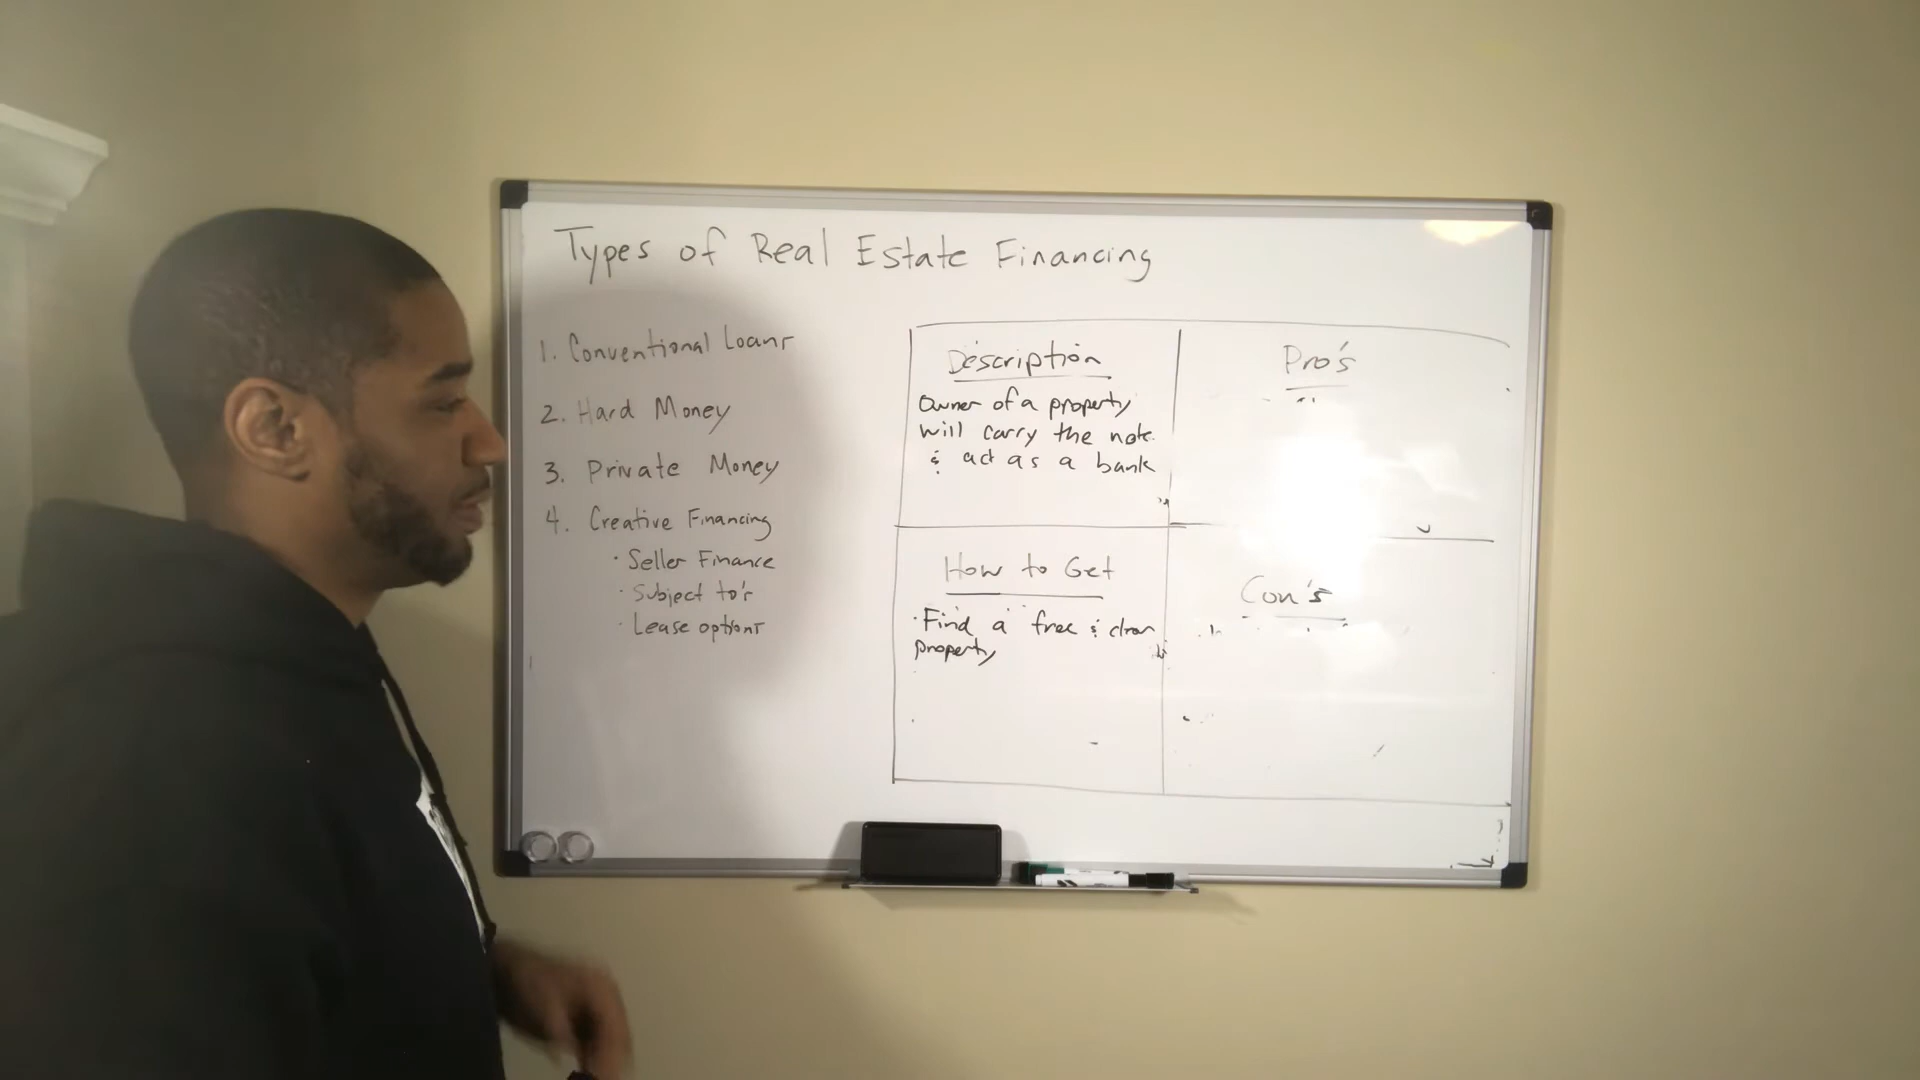 Types of Real Estate Financing
1. Conventional Loans
2. Hard Money
3. Private Money
4. Creative Financing
· Seller Finance
· Subject to's
· Lease options
Description
Owner of a property
will carry the note
& act as a bank
Pro's
How to Get
· Find a free & clear
property
Con's